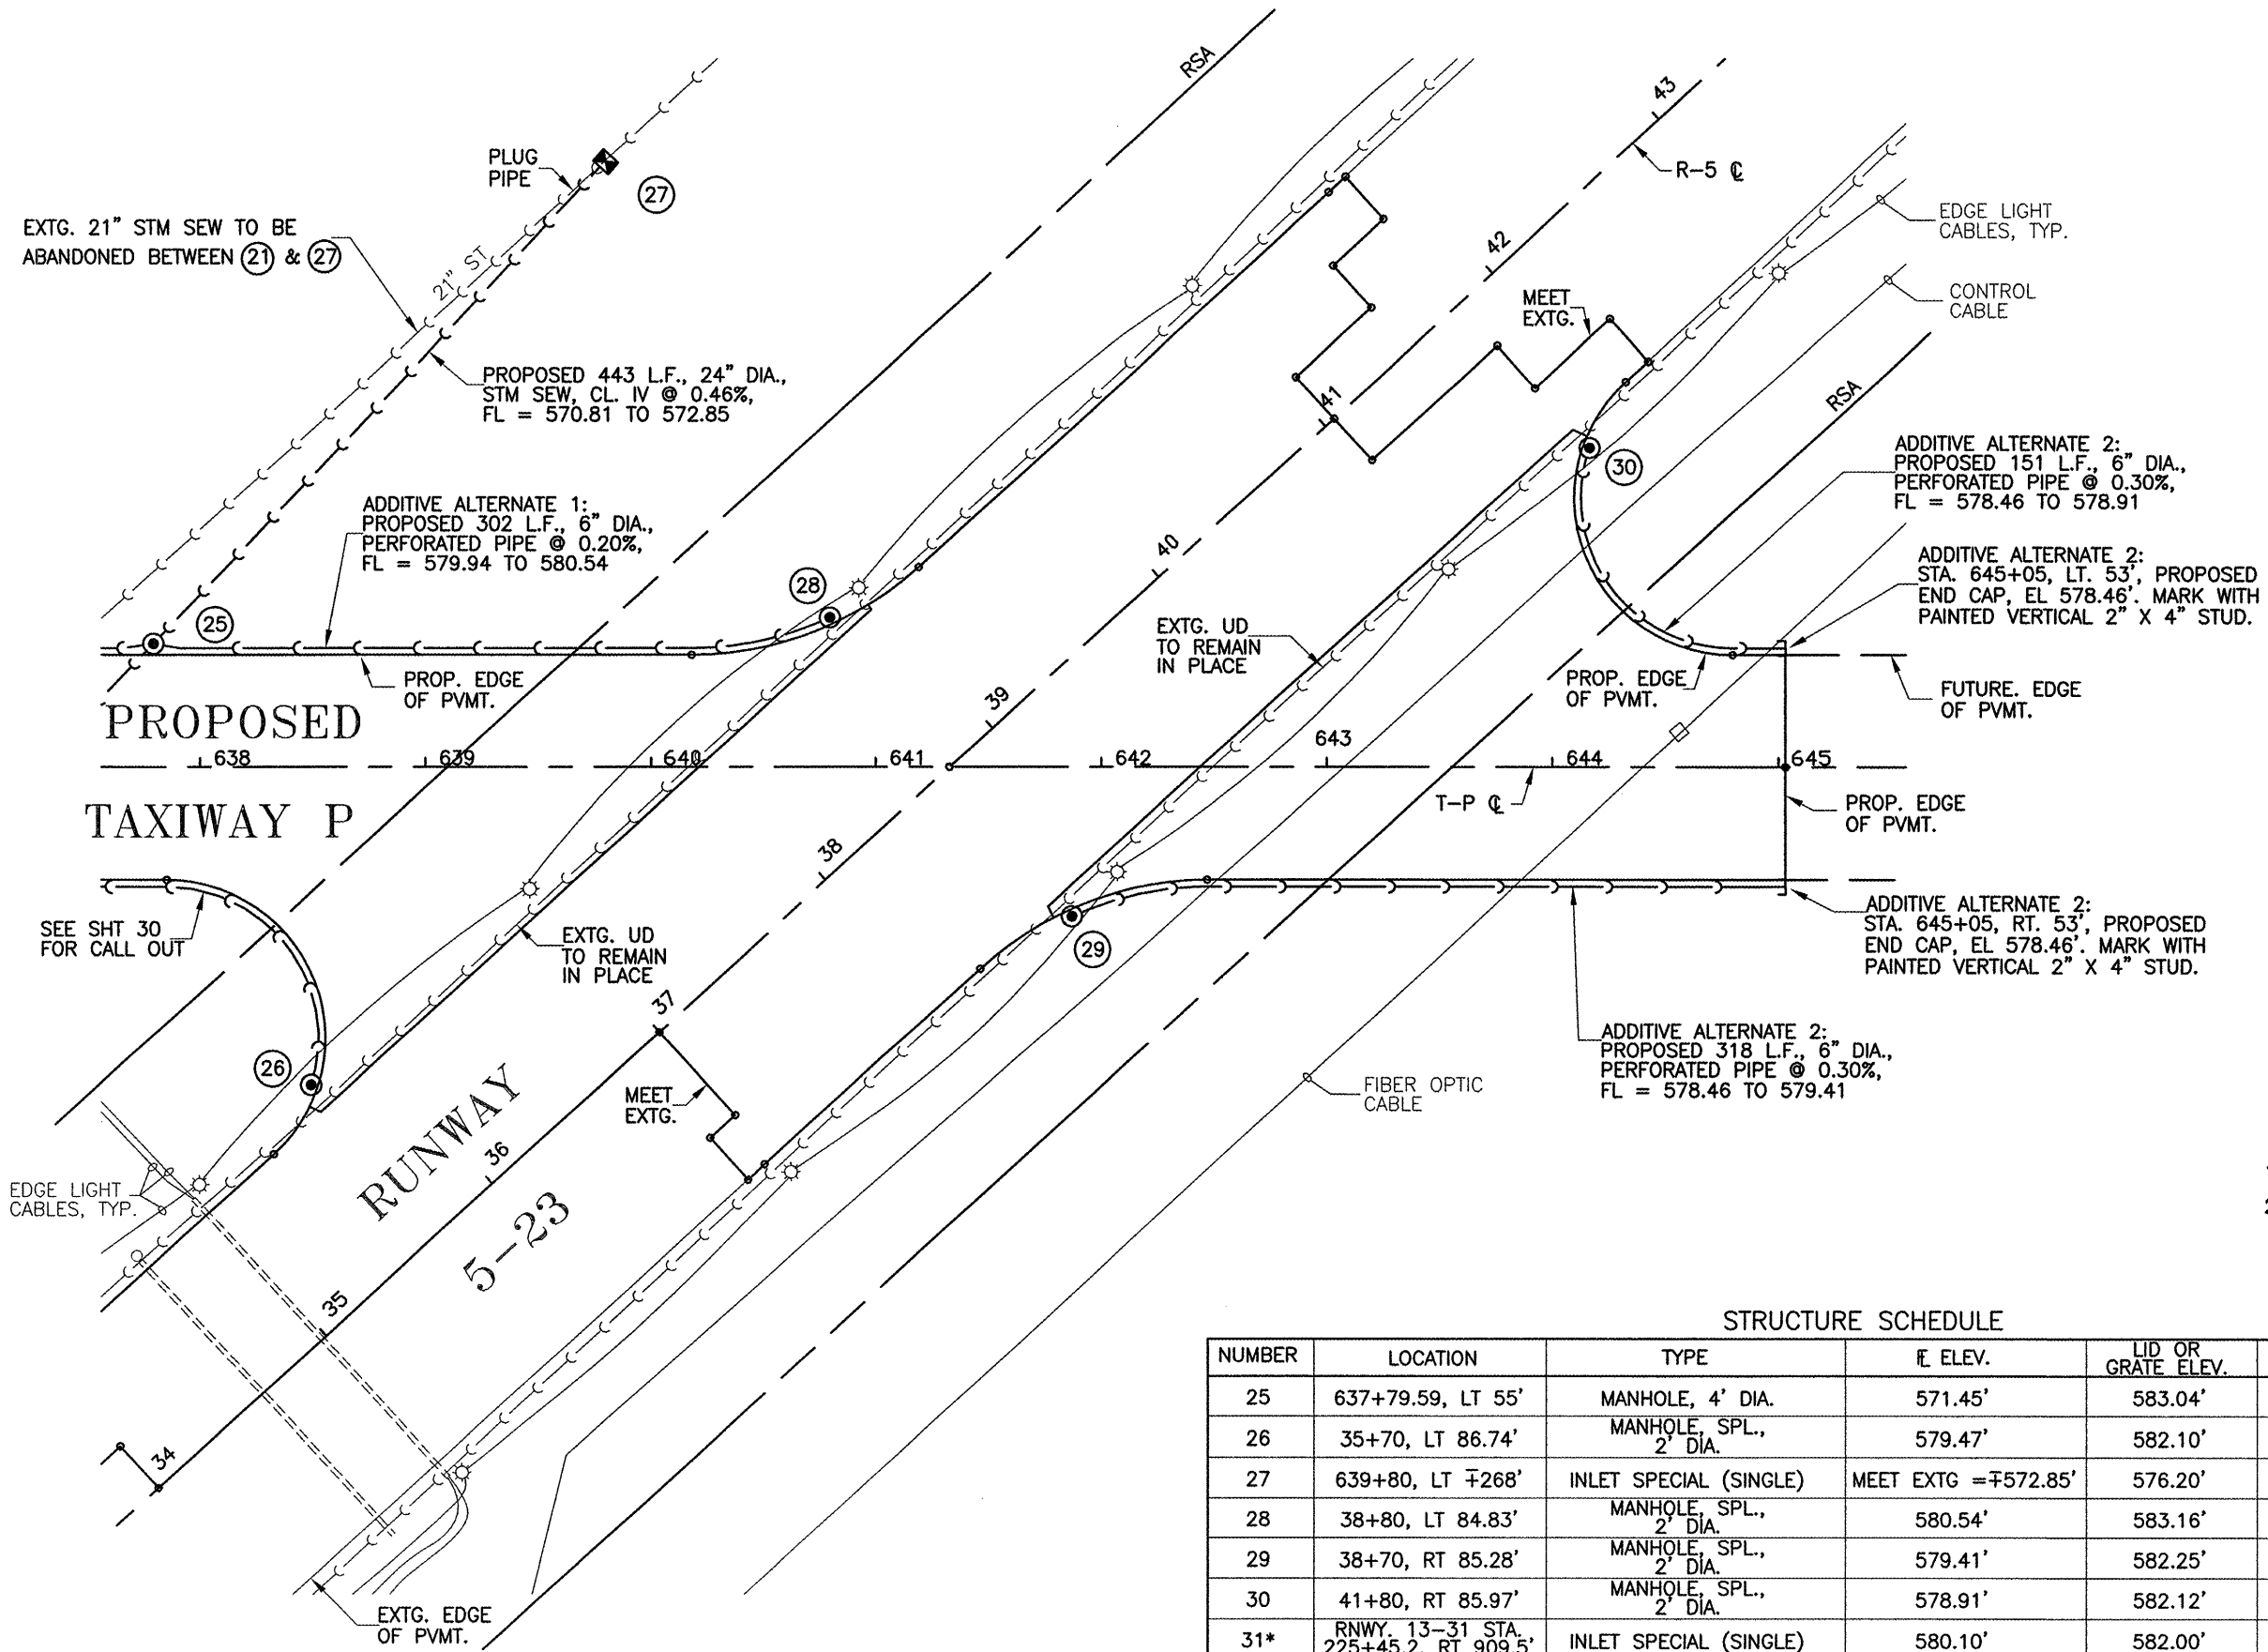 RSA
43
R-5 ℄
PLUG
PIPE
27
EXTG. 21" STM SEW TO BE
ABANDONED BETWEEN 21 & 27
21" ST
EDGE LIGHT
CABLES, TYP.
42
CONTROL
CABLE
MEET
EXTG.
PROPOSED 443 L.F., 24" DIA.,
STM SEW, CL. IV @ 0.46%,
FL = 570.81 TO 572.85
41
RSA
30
ADDITIVE ALTERNATE 2:
PROPOSED 151 L.F., 6" DIA.,
PERFORATED PIPE @ 0.30%,
FL = 578.46 TO 578.91
ADDITIVE ALTERNATE 1:
PROPOSED 302 L.F., 6" DIA.,
PERFORATED PIPE @ 0.20%,
FL = 579.94 TO 580.54
40
28
ADDITIVE ALTERNATE 2:
STA. 645+05, LT. 53', PROPOSED
END CAP, EL 578.46'. MARK WITH
PAINTED VERTICAL 2" X 4" STUD.
25
EXTG. UD
TO REMAIN
IN PLACE
PROP. EDGE
OF PVMT.
PROP. EDGE
OF PVMT.
FUTURE. EDGE
OF PVMT.
39
PROPOSED
638
639
640
641
642
643
644
645
T-P ℄
PROP. EDGE
OF PVMT.
TAXIWAY P
38
SEE SHT 30
FOR CALL OUT
EXTG. UD
TO REMAIN
IN PLACE
29
ADDITIVE ALTERNATE 2:
STA. 645+05, RT. 53', PROPOSED
END CAP, EL 578.46'. MARK WITH
PAINTED VERTICAL 2" X 4" STUD.
37
26
ADDITIVE ALTERNATE 2:
PROPOSED 318 L.F., 6" DIA.,
PERFORATED PIPE @ 0.30%,
FL = 578.46 TO 579.41
MEET
EXTG.
FIBER OPTIC
CABLE
RUNWAY
5-23
36
EDGE LIGHT
CABLES, TYP.
35
34
EXTG. EDGE
OF PVMT.
STRUCTURE SCHEDULE
NUMBER LOCATION TYPE F͞L ELEV. LID OR GRATE ELEV.
25 637+79.59, LT 55' MANHOLE, 4' DIA. 571.45' 583.04'
26 35+70, LT 86.74' MANHOLE, SPL., 2' DIA. 579.47' 582.10'
27 639+80, LT ∓268' INLET SPECIAL (SINGLE) MEET EXTG =∓572.85' 576.20'
28 38+80, LT 84.83' MANHOLE, SPL., 2' DIA. 580.54' 583.16'
29 38+70, RT 85.28' MANHOLE, SPL., 2' DIA. 579.41' 582.25'
30 41+80, RT 85.97' MANHOLE, SPL., 2' DIA. 578.91' 582.12'
31* RNWY. 13-31 STA. 225+45.2, RT 909.5' INLET SPECIAL (SINGLE) 580.10' 582.00'